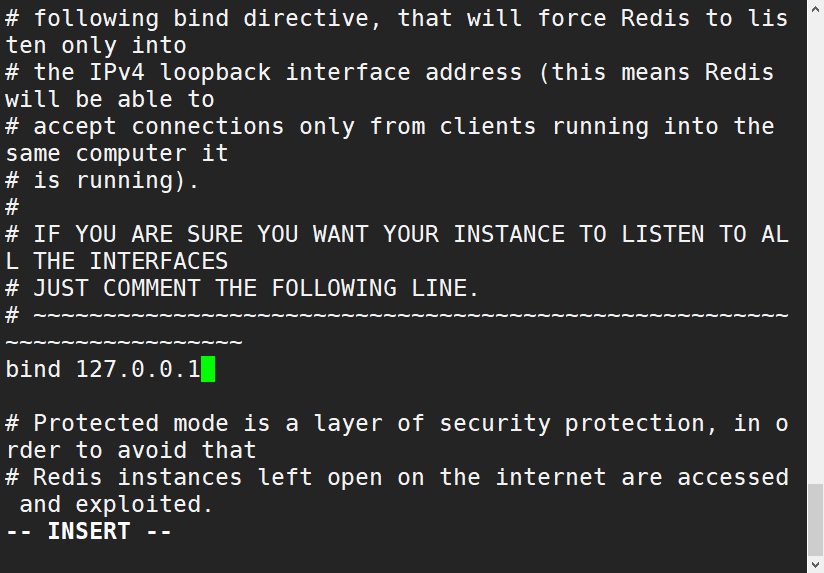 # following bind directive, that will force Redis to lis
ten only into
# the IPv4 loopback interface address (this means Redis
will be able to
# accept connections only from clients running into the
same computer it
# is running).
#
# IF YOU ARE SURE YOU WANT YOUR INSTANCE TO LISTEN TO AL
L THE INTERFACES
# JUST COMMENT THE FOLLOWING LINE.
# ~~~~~~~~~~~~~~~~~~~~~~~~~~~~~~~~~~~~~~~~~~~~~~~~~~~~~~
~~~~~~~~~~~~~~~~~
bind 127.0.0.1
# Protected mode is a layer of security protection, in o
rder to avoid that
# Redis instances left open on the internet are accessed
 and exploited.
-- INSERT --